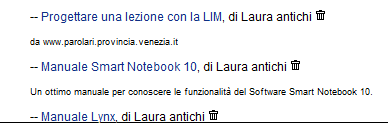 -- Progettare una lezione con la LIM, di Laura antichi
da www.parolari.provincia.venezia.it
-- Manuale Smart Notebook 10, di Laura antichi
Un ottimo manuale per conoscere le funzionalità del Software Smart Notebook 10.
-- Manuale Lynx, di Laura antichi